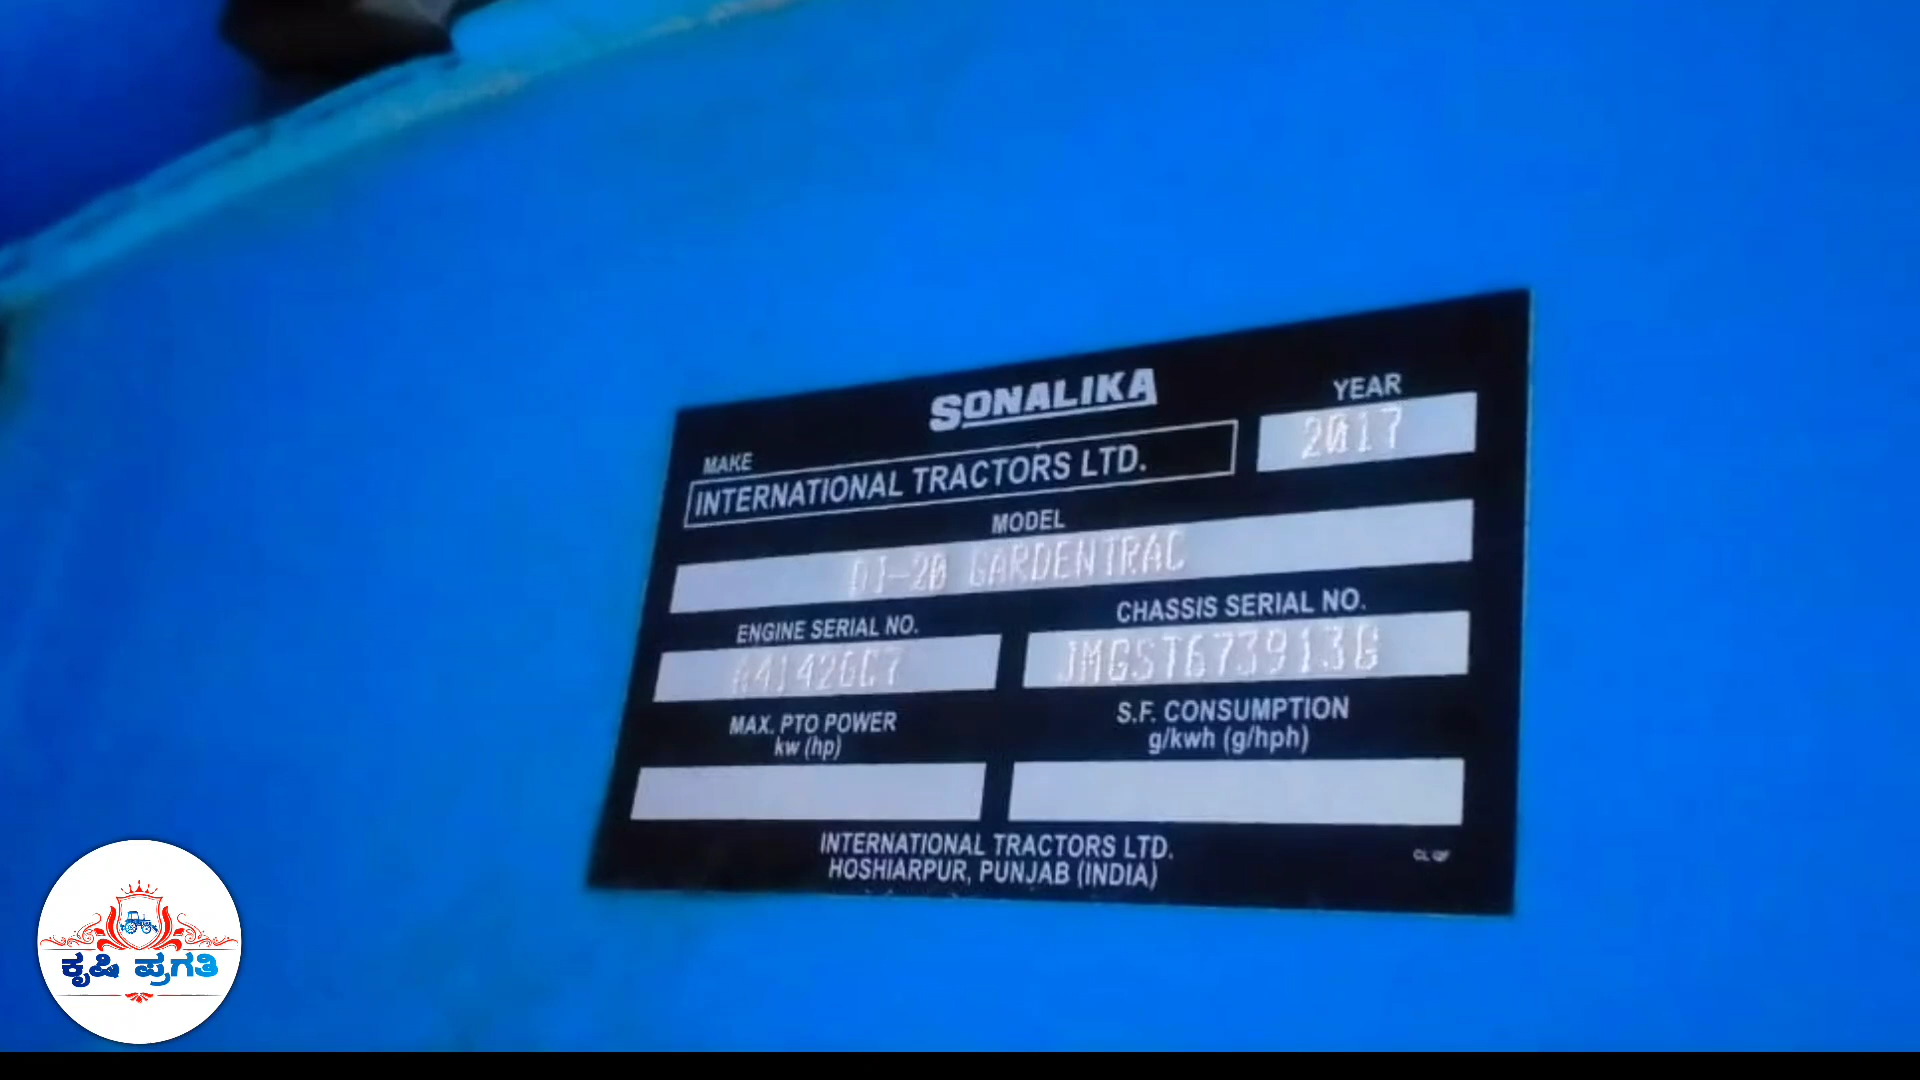 SONALIKA
YEAR
2017
MAKE
INTERNATIONAL TRACTORS LTD.
MODEL
DI-20 GARDENTRAC
ENGINE SERIAL NO.
CHASSIS SERIAL NO.
MAX. PTO POWER
kw (hp)
S.F. CONSUMPTION
g/kwh (g/hph)
INTERNATIONAL TRACTORS LTD.
HOSHIARPUR, PUNJAB (INDIA)
ಕೃಷಿ ಪ್ರಗತಿ